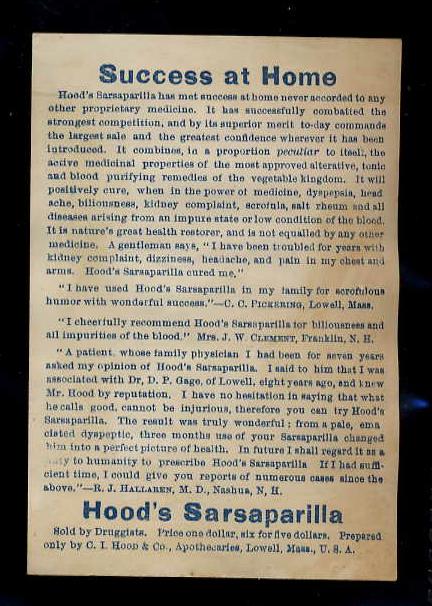 Success at Home
Hood's Sarsaparilla has met success at home never accorded to any
other proprietary medicine. It has successfully combatted the
strongest competition, and by its superior merit to-day commands
the largest sale and the greatest confidence wherever it has been
introduced. It combines, in a proportion peculiar to itself, the
active medicinal properties of the most approved alterative, tonic
and blood purifying remedies of the vegetable kingdom. It will
positively cure, when in the power of medicine, dyspepsia, head
ache, biliousness, kidney complaint, scrofula, salt rheum and all
diseases arising from an impure state or low condition of the blood.
It is nature's great health restorer, and is not equalled by any other
medicine. A gentleman says, "I have been troubled for years with
kidney complaint, dizziness, headache, and pain in my chest and
arms. Hood's Sarsaparilla cured me."
"I have used Hood's Sarsaparilla in my family for scrofulous
humor with wonderful success."—C. C. PICKERING, Lowell, Mass.
"I cheerfully recommend Hood's Sarsaparilla for biliousness and
all impurities of the blood." Mrs. J. W. CLEMENT, Franklin, N. H.
"A patient, whose family physician I had been for seven years
asked my opinion of Hood's Sarsaparilla. I said to him that I was
associated with Dr, D. P. Gage, of Lowell, eight years ago, and knew
Mr. Hood by reputation. I have no hesitation in saying that what
he calls good, cannot be injurious, therefore you can try Hood's
Sarsaparilla. The result was truly wonderful; from a pale, ema
ciated dyspeptic, three months use of your Sarsaparilla changed
him into a perfect picture of health. In future I shall regard it as a
to humanity to prescribe Hood's Sarsaparilla If I had suffi-
cient time, I could give you reports of numerous cases since the
above."—R. J. HALLAREN, M. D., Nashua, N, H.
Hood's Sarsaparilla
Sold by Druggists. Price one dollar, six for five dollars. Prepared
only by C. I. HOOD & Co., Apothecaries, Lowell, Mass., U. S. A.